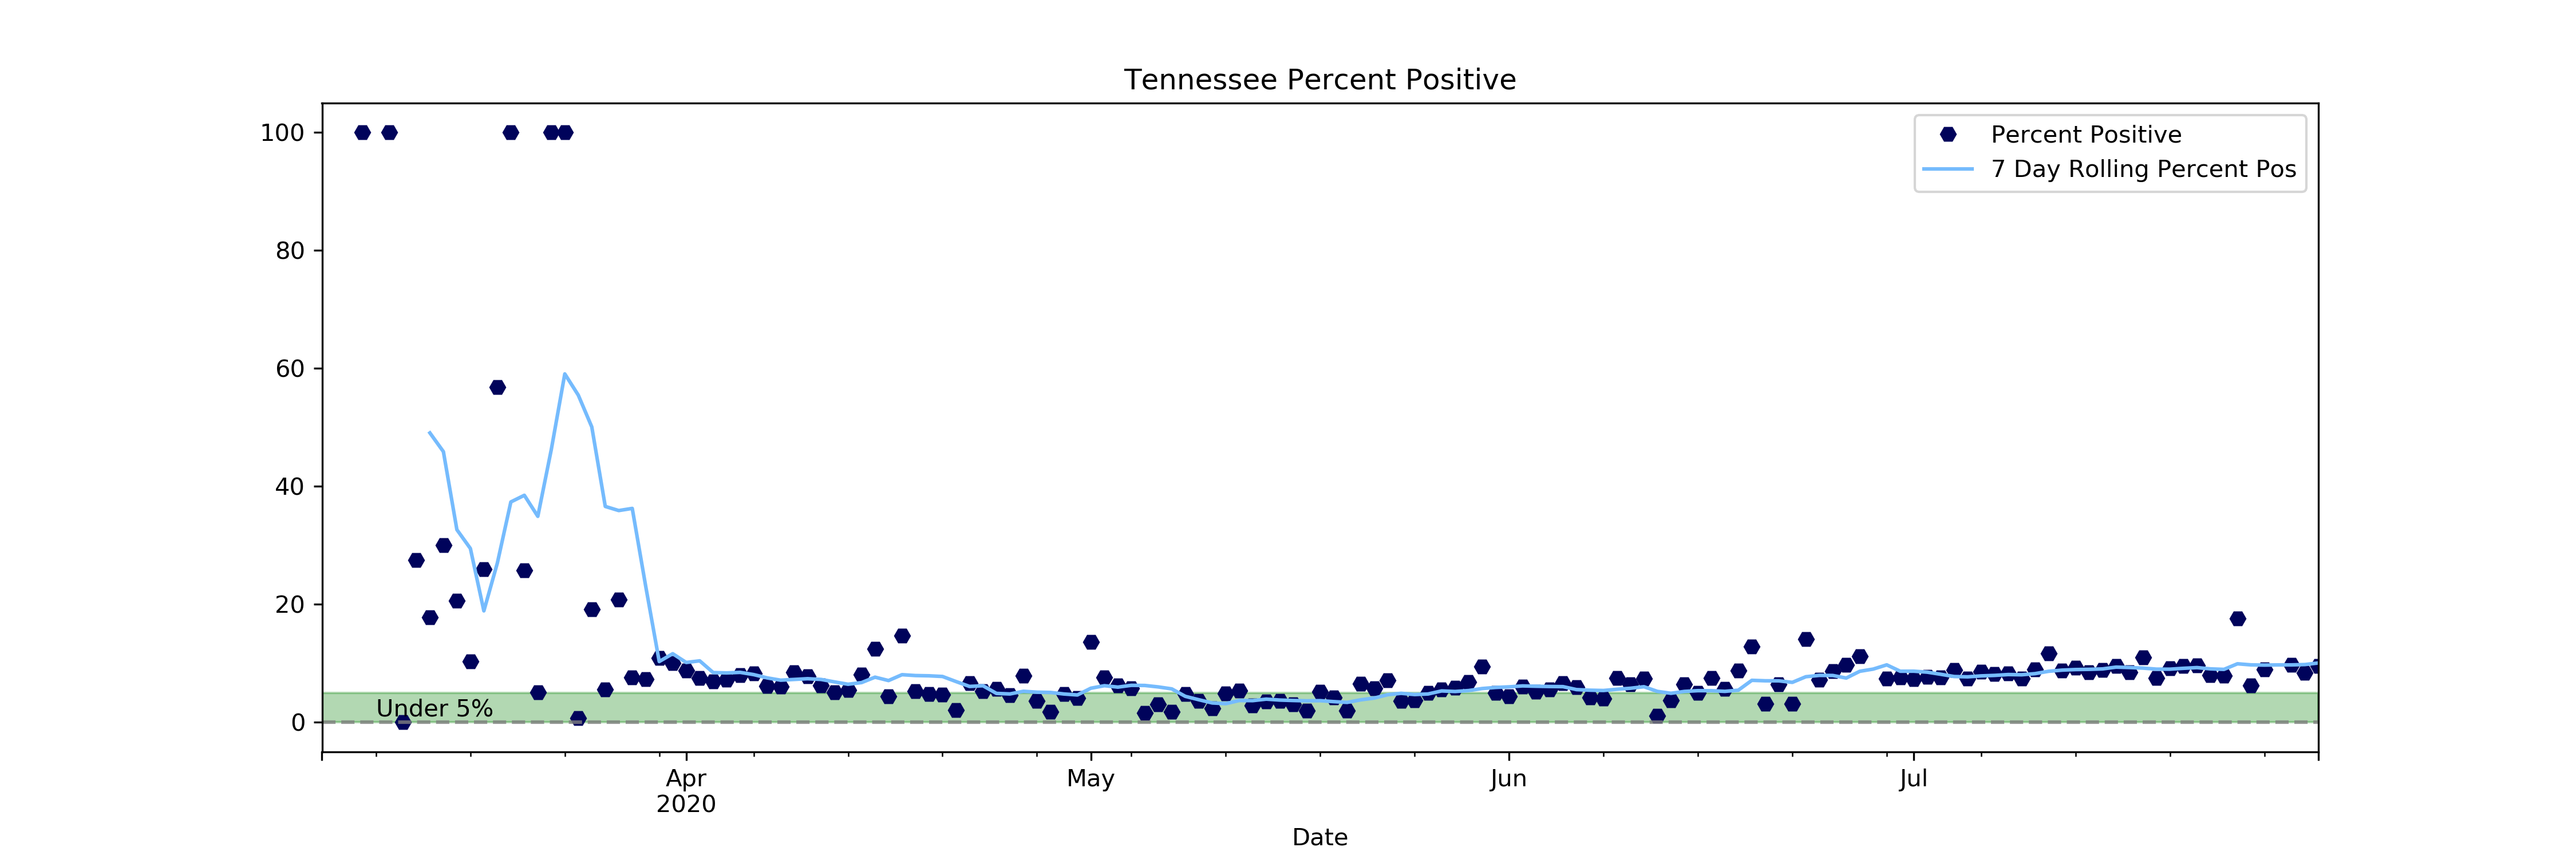 Tennessee Percent Positive
100
80
60
40
20
0
Percent Positive
7 Day Rolling Percent Pos
Under 5%
Apr
2020
May
Jun
Jul
Date